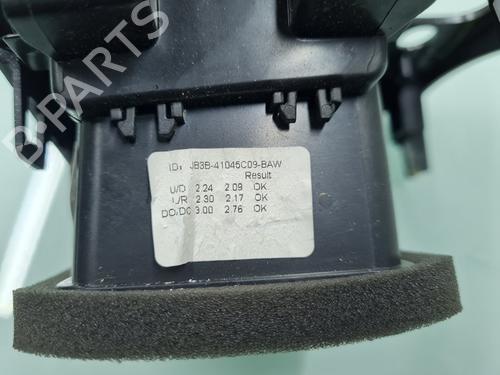 B-PARTS
ID: JB3B-41045C09-BAW
Result
U/D 2.24 2.09 OK
L/R 2.30 2.17 OK
DO/DC 3.00 2.76 OK
B-PARTS